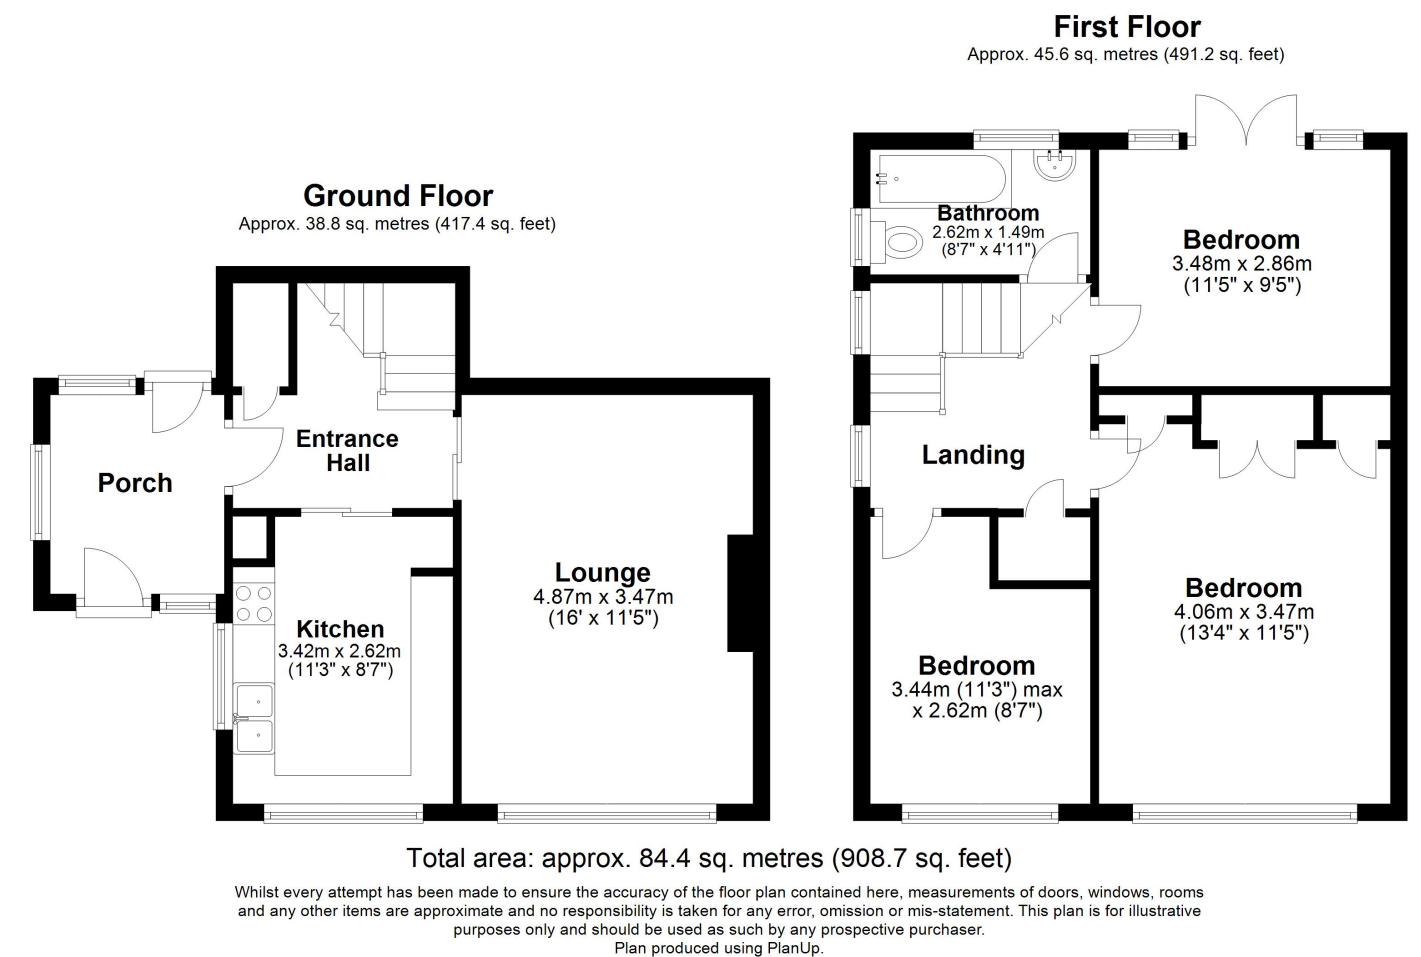 First Floor
Approx. 45.6 sq. metres (491.2 sq. feet)
Ground Floor
Approx. 38.8 sq. metres (417.4 sq. feet)
Bathroom
2.62m x 1.49m
(8'7" x 4'11")
Bedroom
3.48m x 2.86m
(11'5" x 9'5")
Entrance
Hall
Porch
Landing
Lounge
4.87m x 3.47m
(16' x 11'5")
Kitchen
3.42m x 2.62m
(11'3" x 8'7")
Bedroom
4.06m x 3.47m
(13'4" x 11'5")
Bedroom
3.44m (11'3") max
x 2.62m (8'7")
Total area: approx. 84.4 sq. metres (908.7 sq. feet)
Whilst every attempt has been made to ensure the accuracy of the floor plan contained here, measurements of doors, windows, rooms
and any other items are approximate and no responsibility is taken for any error, omission or mis-statement. This plan is for illustrative
purposes only and should be used as such by any prospective purchaser.
Plan produced using PlanUp.